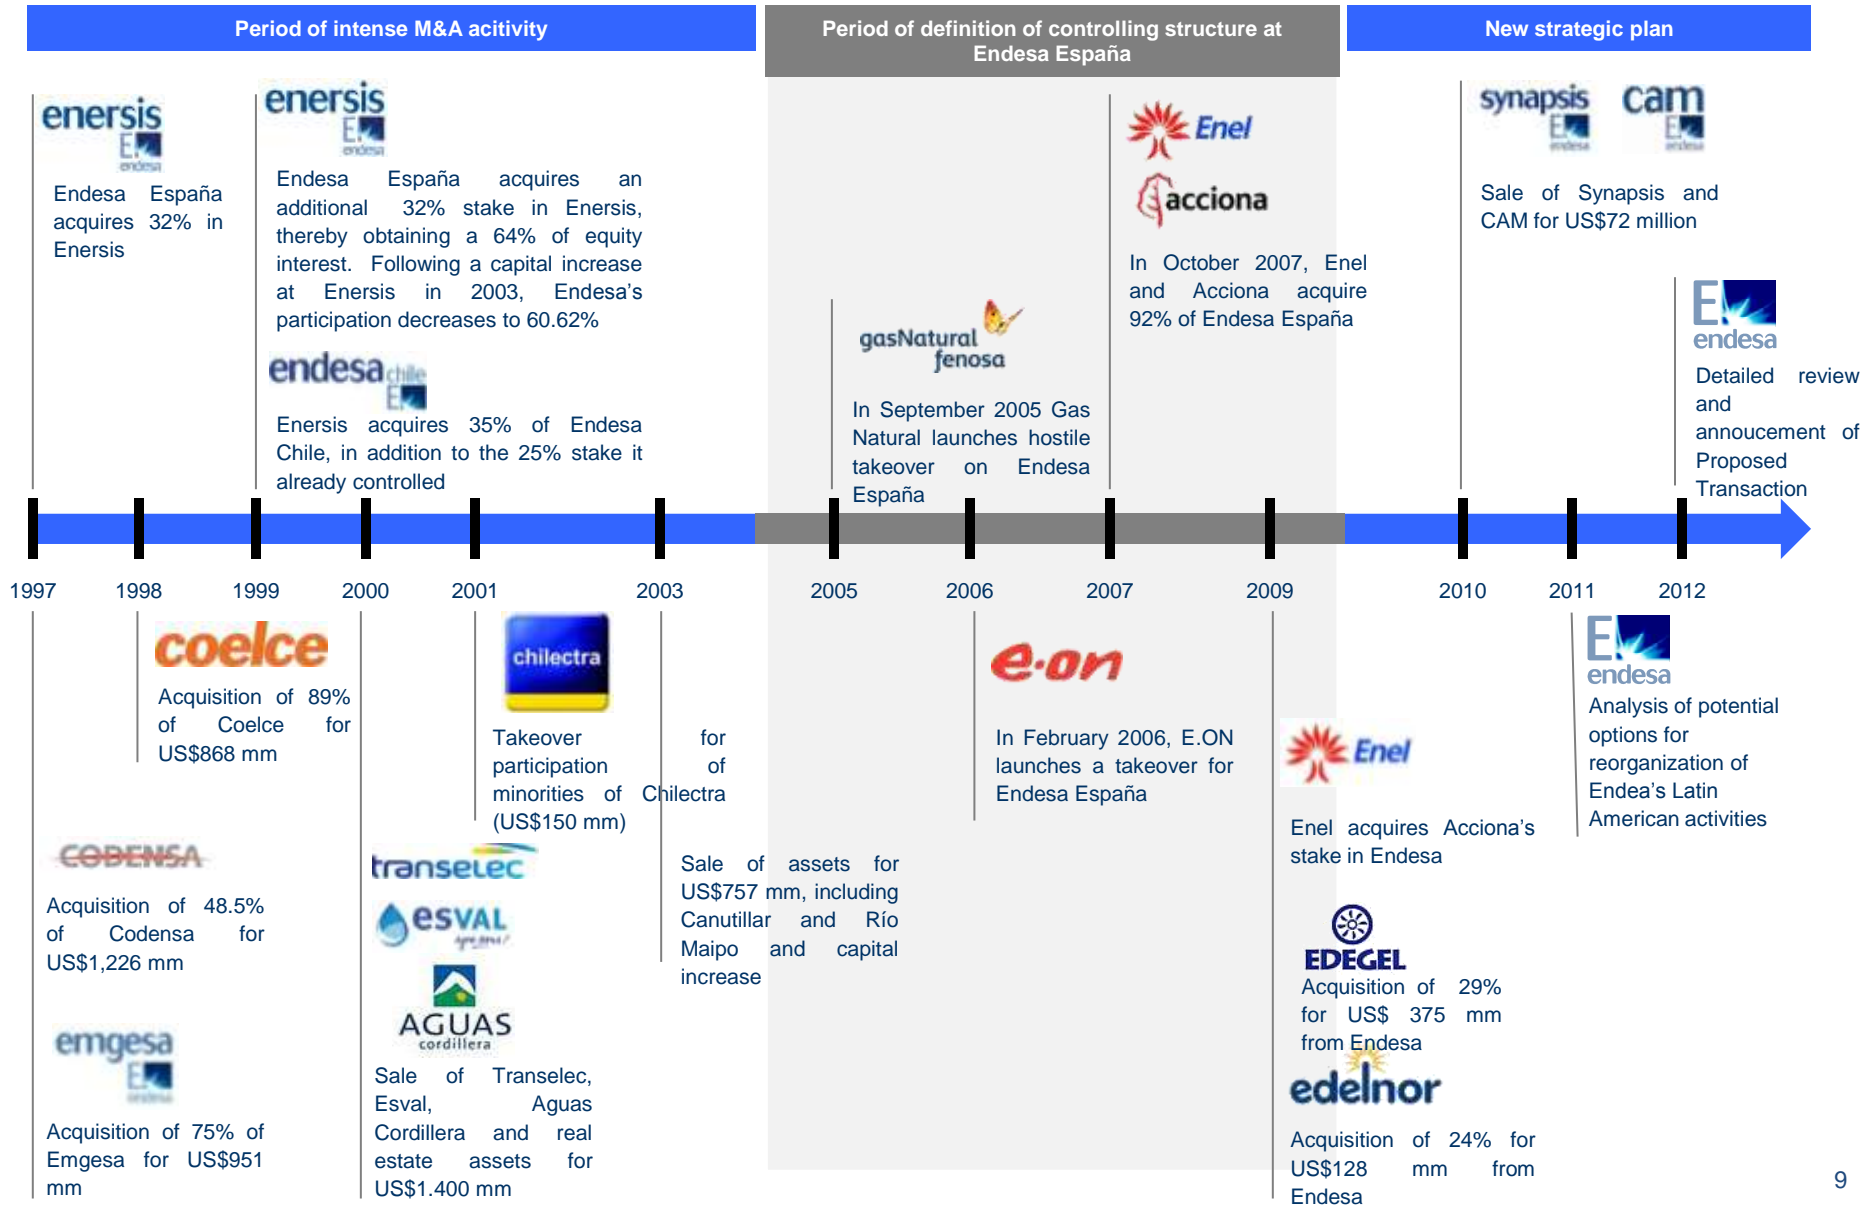 Period of intense M&A acitivity
Period of definition of controlling structure at
Endesa España
New strategic plan
enersis
endesa
Endesa España
acquires 32% in
Enersis
enersis
endesa
Endesa España acquires an
additional 32% stake in Enersis,
thereby obtaining a 64% of equity
interest. Following a capital increase
at Enersis in 2003, Endesa's
participation decreases to 60.62%
endesa chile
Enersis acquires 35% of Endesa
Chile, in addition to the 25% stake it
already controlled
gasNatural
fenosa
In September 2005 Gas
Natural launches hostile
takeover on Endesa
España
Enel
acciona
In October 2007, Enel
and Acciona acquire
92% of Endesa España
synapsis
endesa
cam
endesa
Sale of Synapsis and
CAM for US$72 million
endesa
Detailed review
and
annoucement of
Proposed
Transaction
1997 1998 1999 2000 2001 2003 2005 2006 2007 2009 2010 2011 2012
coelce
Acquisition of 89%
of Coelce for
US$868 mm
CODENSA
Acquisition of 48.5%
of Codensa for
US$1,226 mm
emgesa
endesa
Acquisition of 75% of
Emgesa for US$951
mm
chilectra
Takeover for
participation of
minorities of Chilectra
(US$150 mm)
transelec
esval
AGUAS
cordillera
Sale of Transelec,
Esval, Aguas
Cordillera and real
estate assets for
US$1.400 mm
Sale of assets for
US$757 mm, including
Canutillar and Río
Maipo and capital
increase
e·on
In February 2006, E.ON
launches a takeover for
Endesa España
Enel
Enel acquires Acciona's
stake in Endesa
EDEGEL
Acquisition of 29%
for US$ 375 mm
from Endesa
edelnor
Acquisition of 24% for
US$128 mm from
Endesa
endesa
Analysis of potential
options for
reorganization of
Endea's Latin
American activities
9